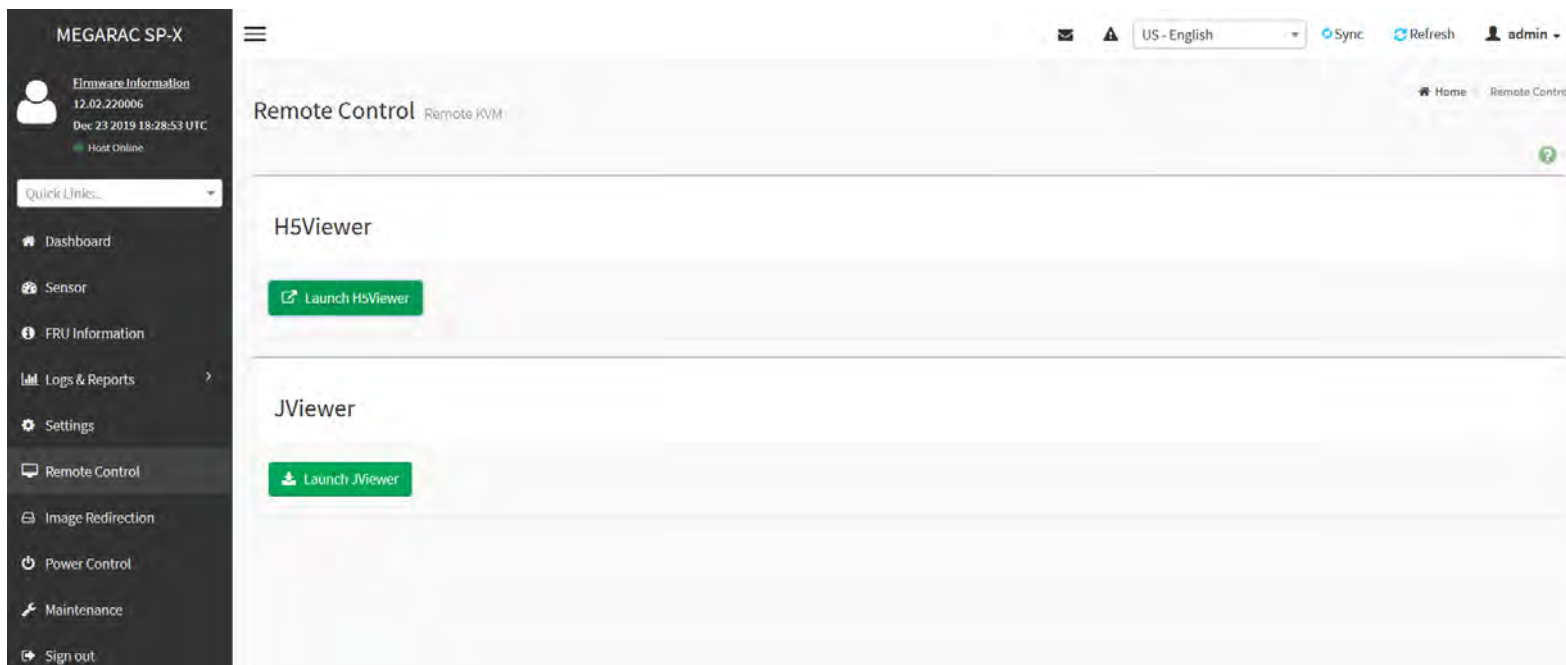 MEGARAC SP-X
US - English
Sync
Refresh
admin
Firmware Information
12.02.220006
Dec 23 2019 18:28:53 UTC
Host Online
Quick Links...
Dashboard
Sensor
FRU Information
Logs & Reports
Settings
Remote Control
Image Redirection
Power Control
Maintenance
Sign out
Remote Control Remote KVM
Home Remote Contro
H5Viewer
Launch H5Viewer
JViewer
Launch JViewer